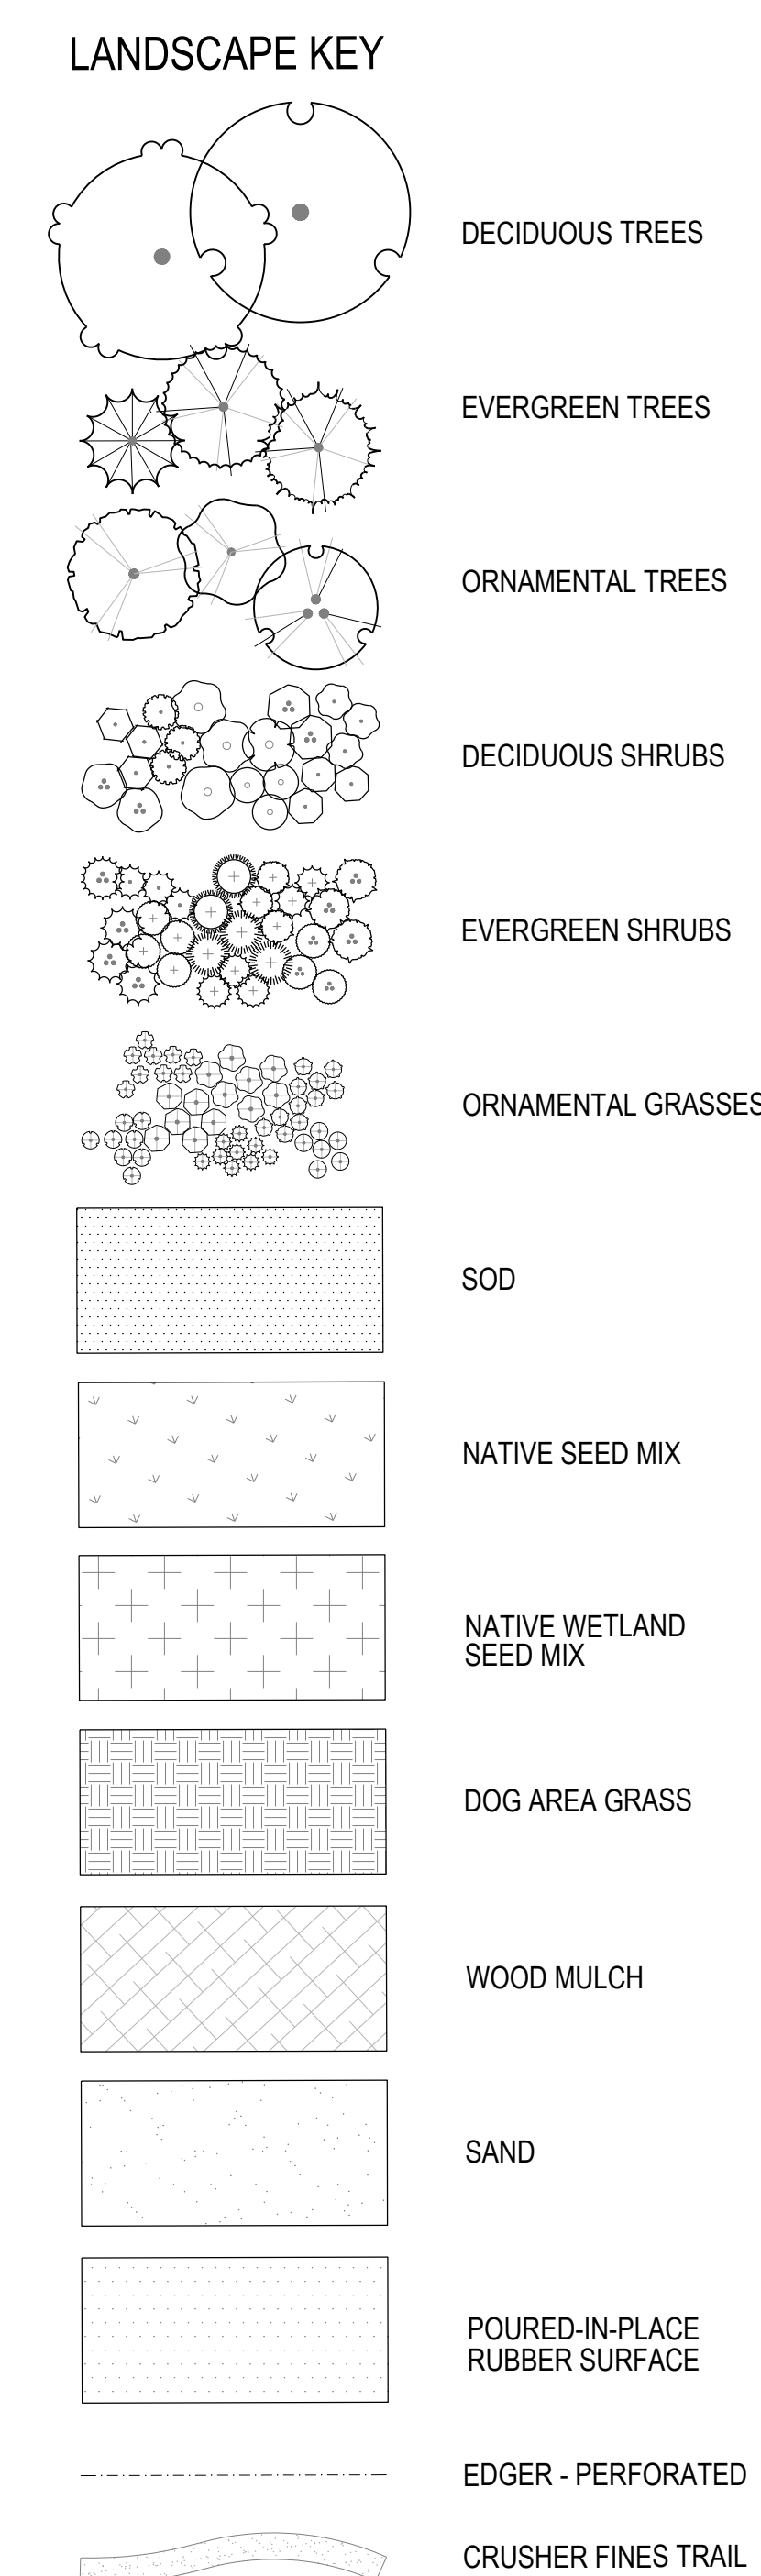 LANDSCAPE KEY
DECIDUOUS TREES
EVERGREEN TREES
ORNAMENTAL TREES
DECIDUOUS SHRUBS
EVERGREEN SHRUBS
ORNAMENTAL GRASSES
SOD
NATIVE SEED MIX
NATIVE WETLAND
SEED MIX
DOG AREA GRASS
WOOD MULCH
SAND
POURED-IN-PLACE
RUBBER SURFACE
EDGER - PERFORATED
CRUSHER FINES TRAIL